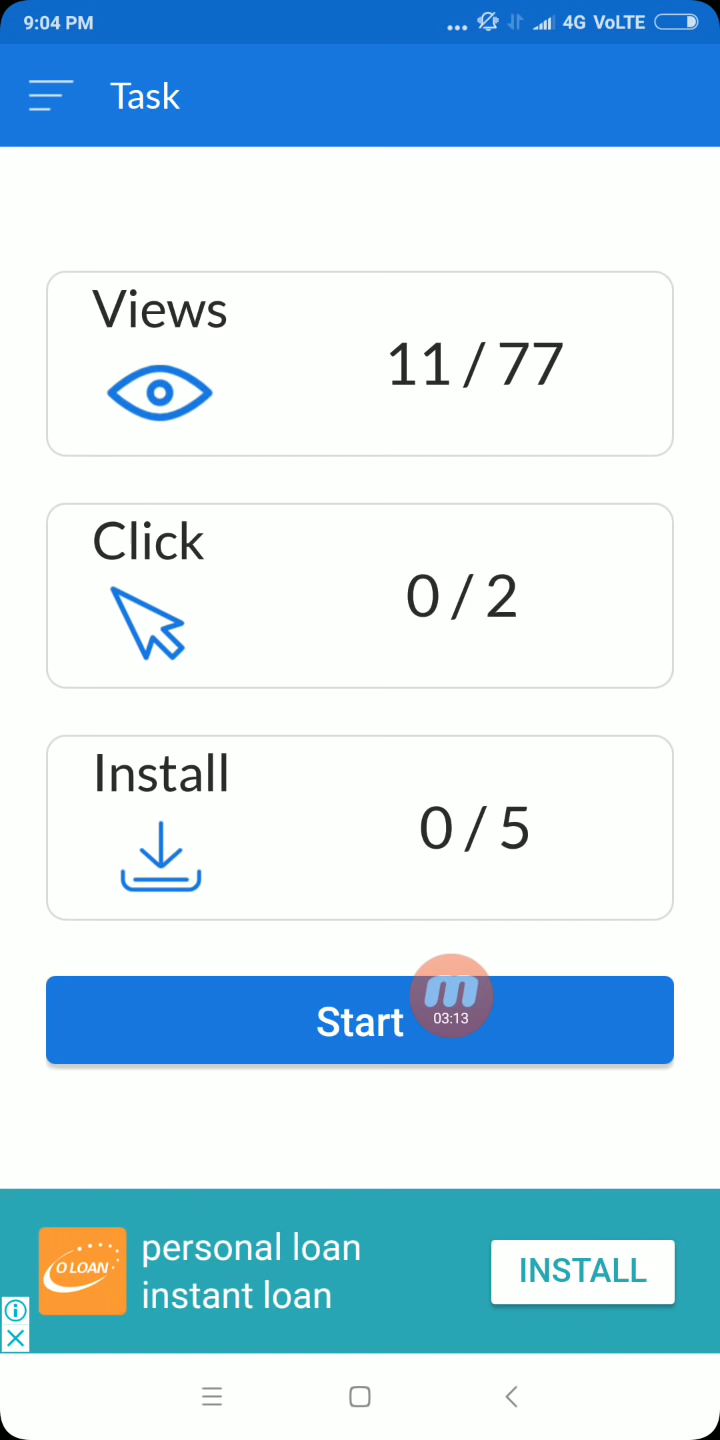 9:04 PM
4G VoLTE
Task
Views
11 / 77
Click
0 / 2
Install
0 / 5
Start
03:13
O LOAN
personal loan
instant loan
INSTALL